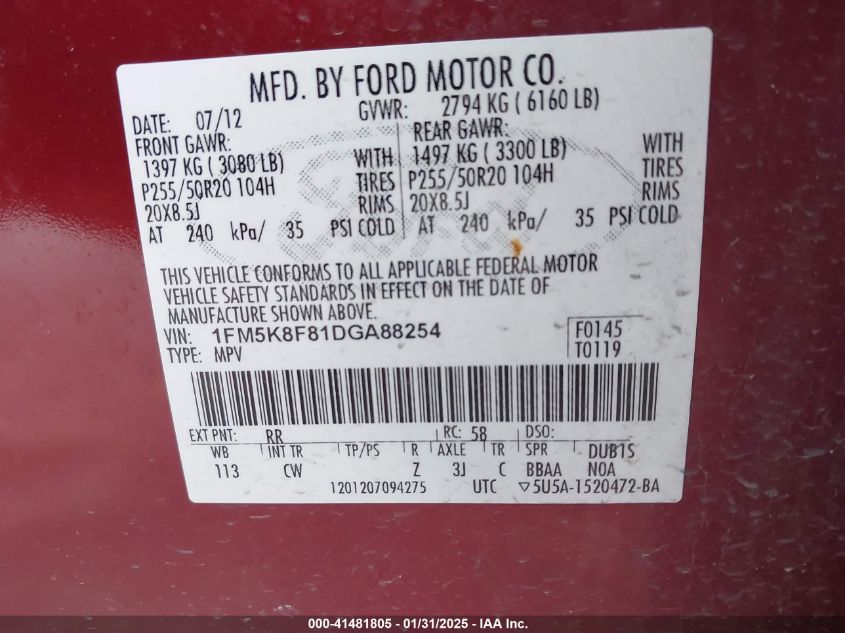 MFD. BY FORD MOTOR CO.
DATE: 07/12 GVWR: 2794 KG ( 6160 LB)
FRONT GAWR: REAR GAWR:
1397 KG ( 3080 LB) WITH 1497 KG ( 3300 LB) WITH
P255/50R20 104H TIRES P255/50R20 104H TIRES
20X8.5J RIMS 20X8.5J RIMS
AT 240 kPa/ 35 PSI COLD AT 240 kPa/ 35 PSI COLD
THIS VEHICLE CONFORMS TO ALL APPLICABLE FEDERAL MOTOR
VEHICLE SAFETY STANDARDS IN EFFECT ON THE DATE OF
MANUFACTURE SHOWN ABOVE.
VIN: 1FM5K8F81DGA88254 F0145
TYPE: MPV T0119
EXT PNT: RR RC: 58 DSO:
WB INT TR TP/PS R AXLE TR SPR DUB1S
113 CW Z 3J C BBAA NOA
1201207094275 UTC ▽5U5A-1520472-BA
Ford
000-41481805 - 01/31/2025 - IAA Inc.